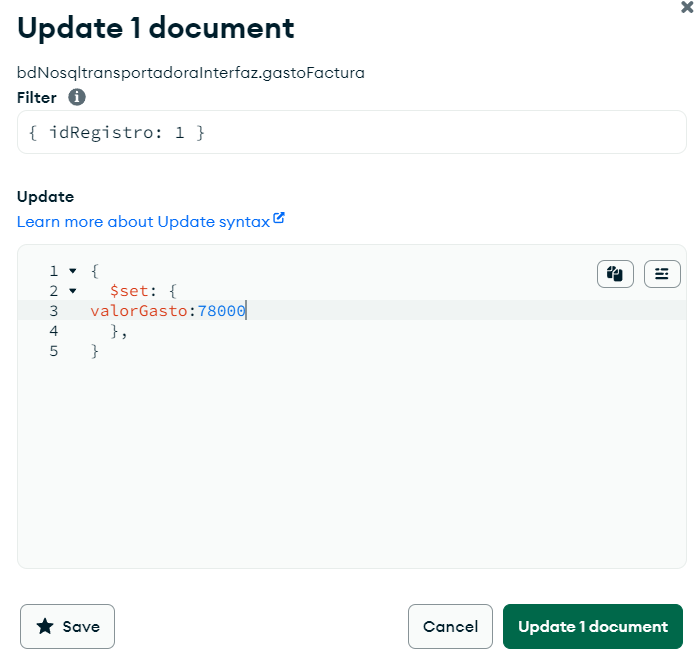 Update 1 document
bdNosqltransportadoraInterfaz.gastoFactura
Filter
{ idRegistro: 1 }
Update
Learn more about Update syntax
1 {
2 $set: {
3 valorGasto:78000
4 },
5 }
Save
Cancel
Update 1 document